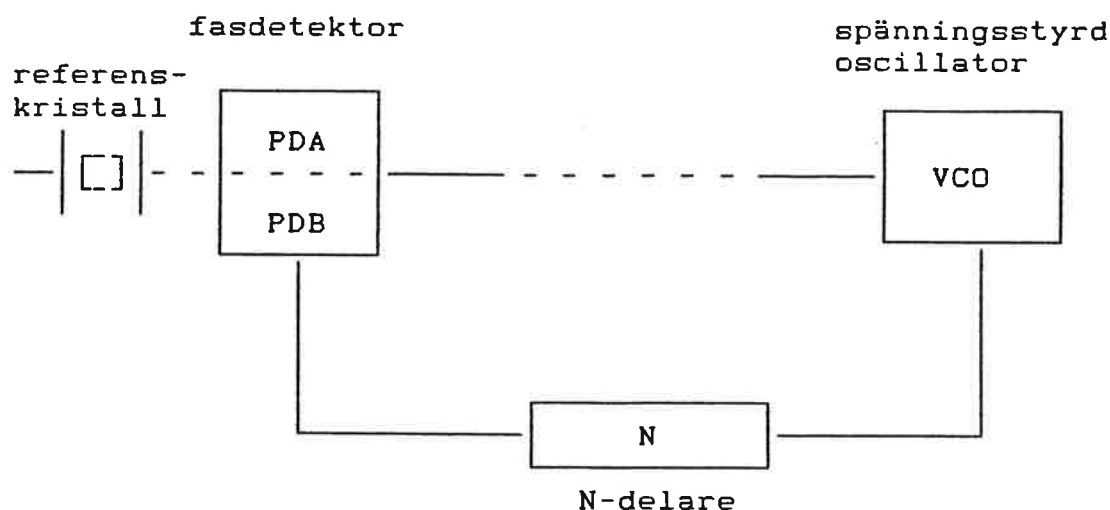 fasdetektor
spänningsstyrd
oscillator
referens-
kristall
PDA
PDB
VCO
N
N-delare